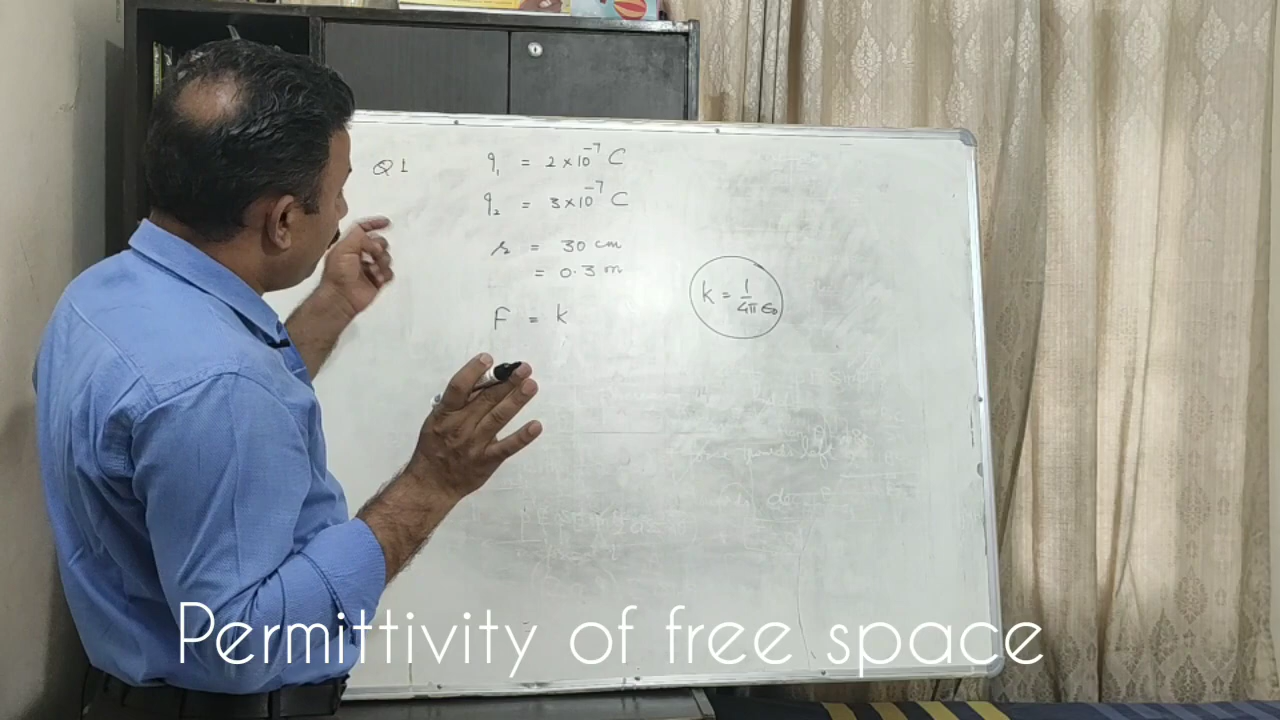 Q1 q₁ = 2×10⁻⁷ C
q₂ = 3×10⁻⁷ C
r = 30 cm
= 0.3 m
F = k
k = 1/4πε₀
Permittivity of free space